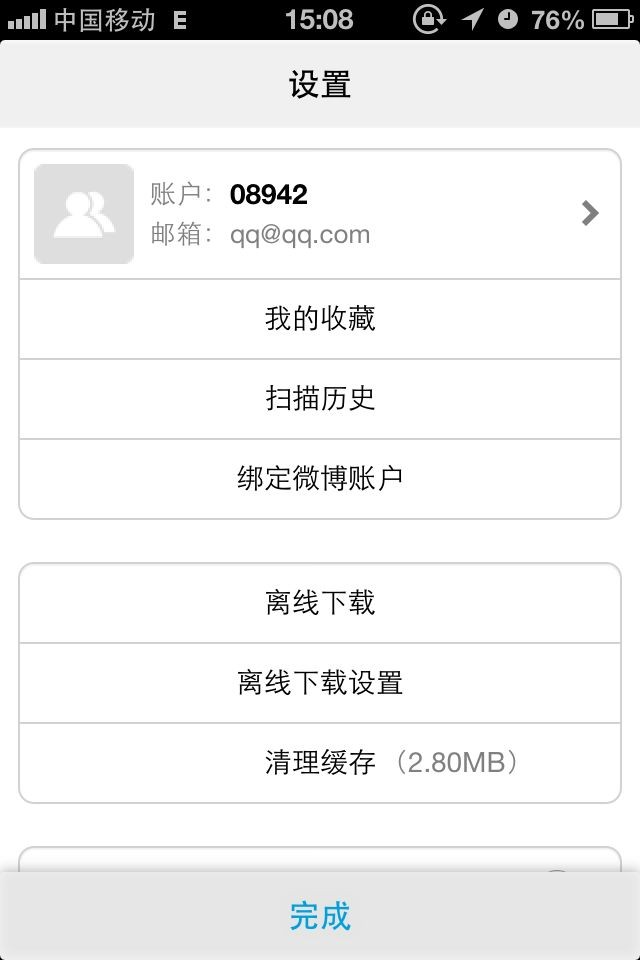 中国移动 E 15:08 76%
设置
账户： 08942
邮箱： qq@qq.com
我的收藏
扫描历史
绑定微博账户
离线下载
离线下载设置
清理缓存（2.80MB）
完成